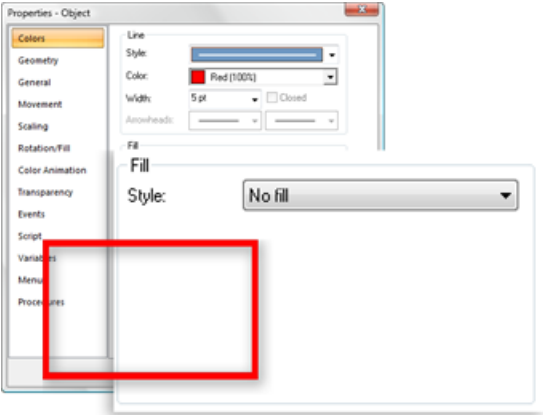 Properties - Object
Colors
Geometry
General
Movement
Scaling
Rotation/Fill
Color Animation
Transparency
Events
Script
Variables
Menu
Procedures
Line
Style:
Color: Red (100%)
Width: 5 pt Closed
Arrowheads:
Fill
Fill
Style: No fill